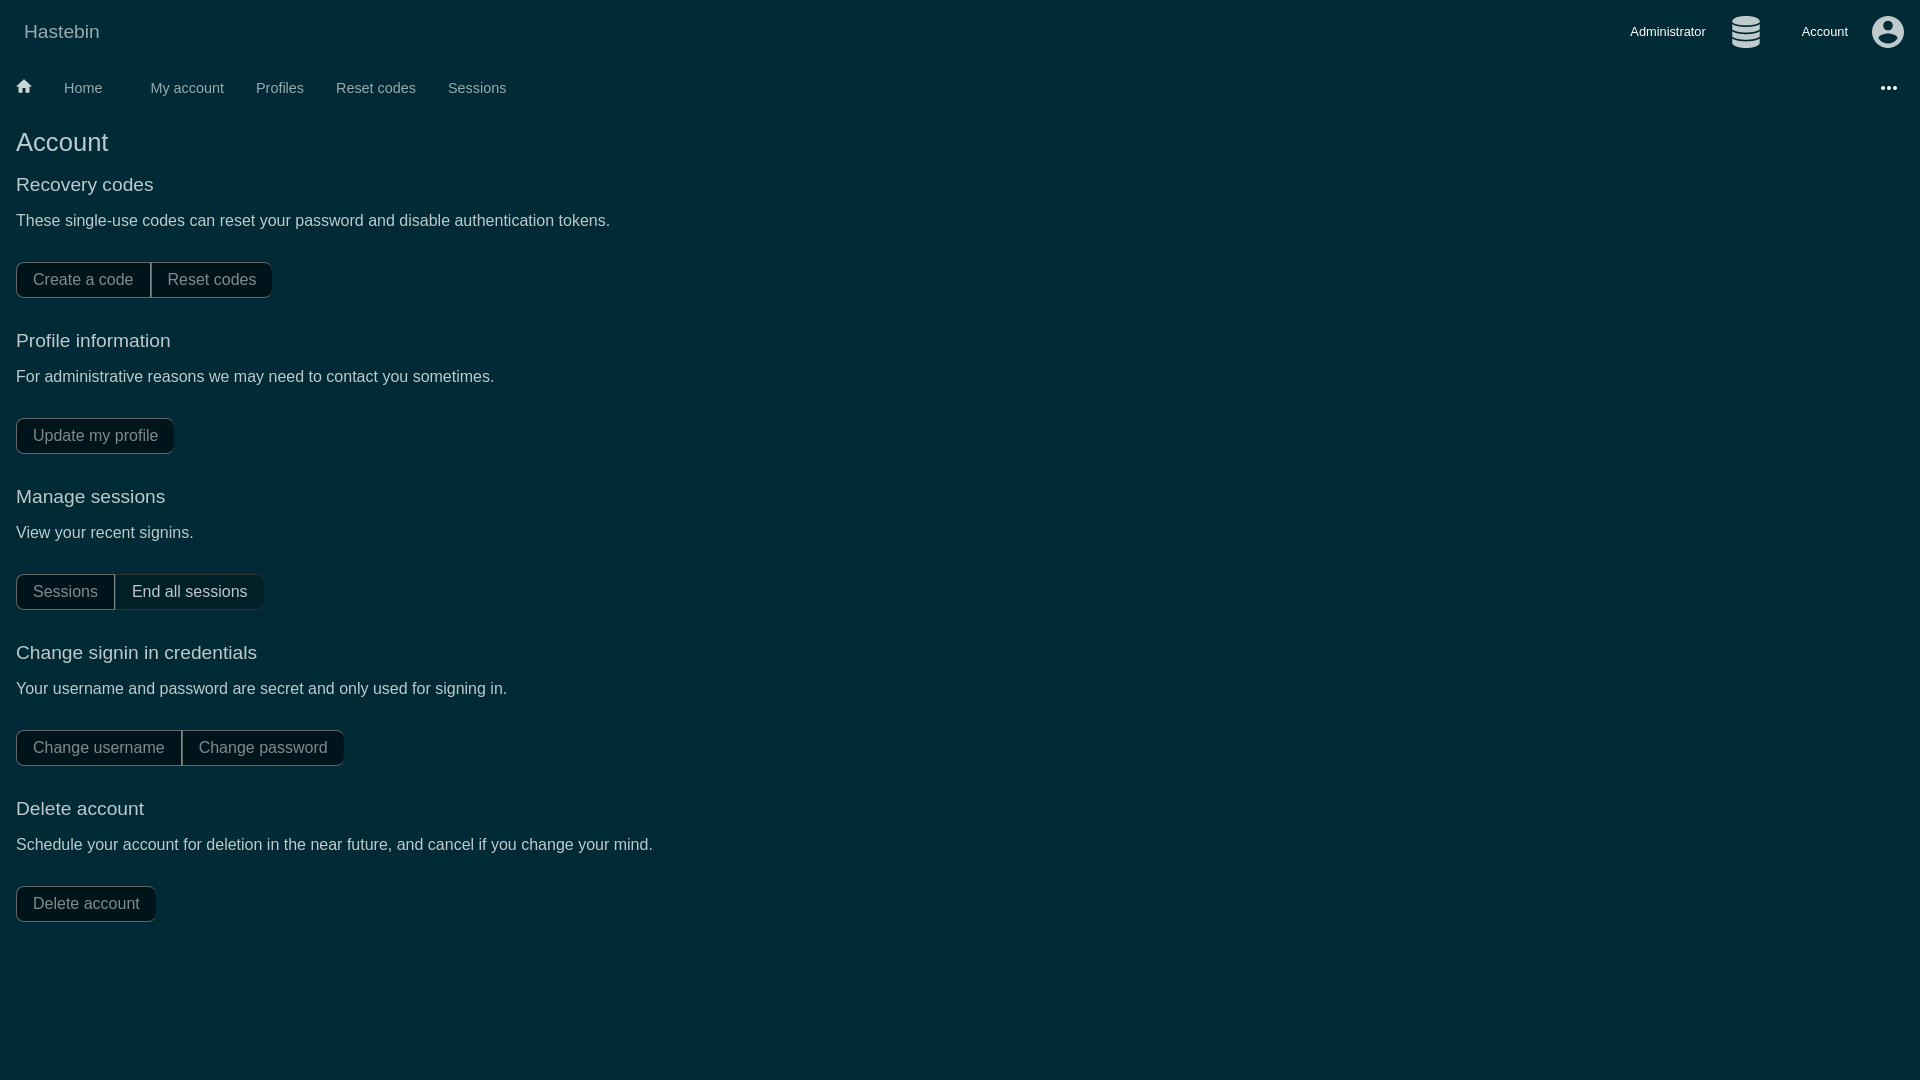 Hastebin
Administrator
Account
Home
My account
Profiles
Reset codes
Sessions
Account
Recovery codes
These single-use codes can reset your password and disable authentication tokens.
Create a code
Reset codes
Profile information
For administrative reasons we may need to contact you sometimes.
Update my profile
Manage sessions
View your recent signins.
Sessions
End all sessions
Change signin in credentials
Your username and password are secret and only used for signing in.
Change username
Change password
Delete account
Schedule your account for deletion in the near future, and cancel if you change your mind.
Delete account